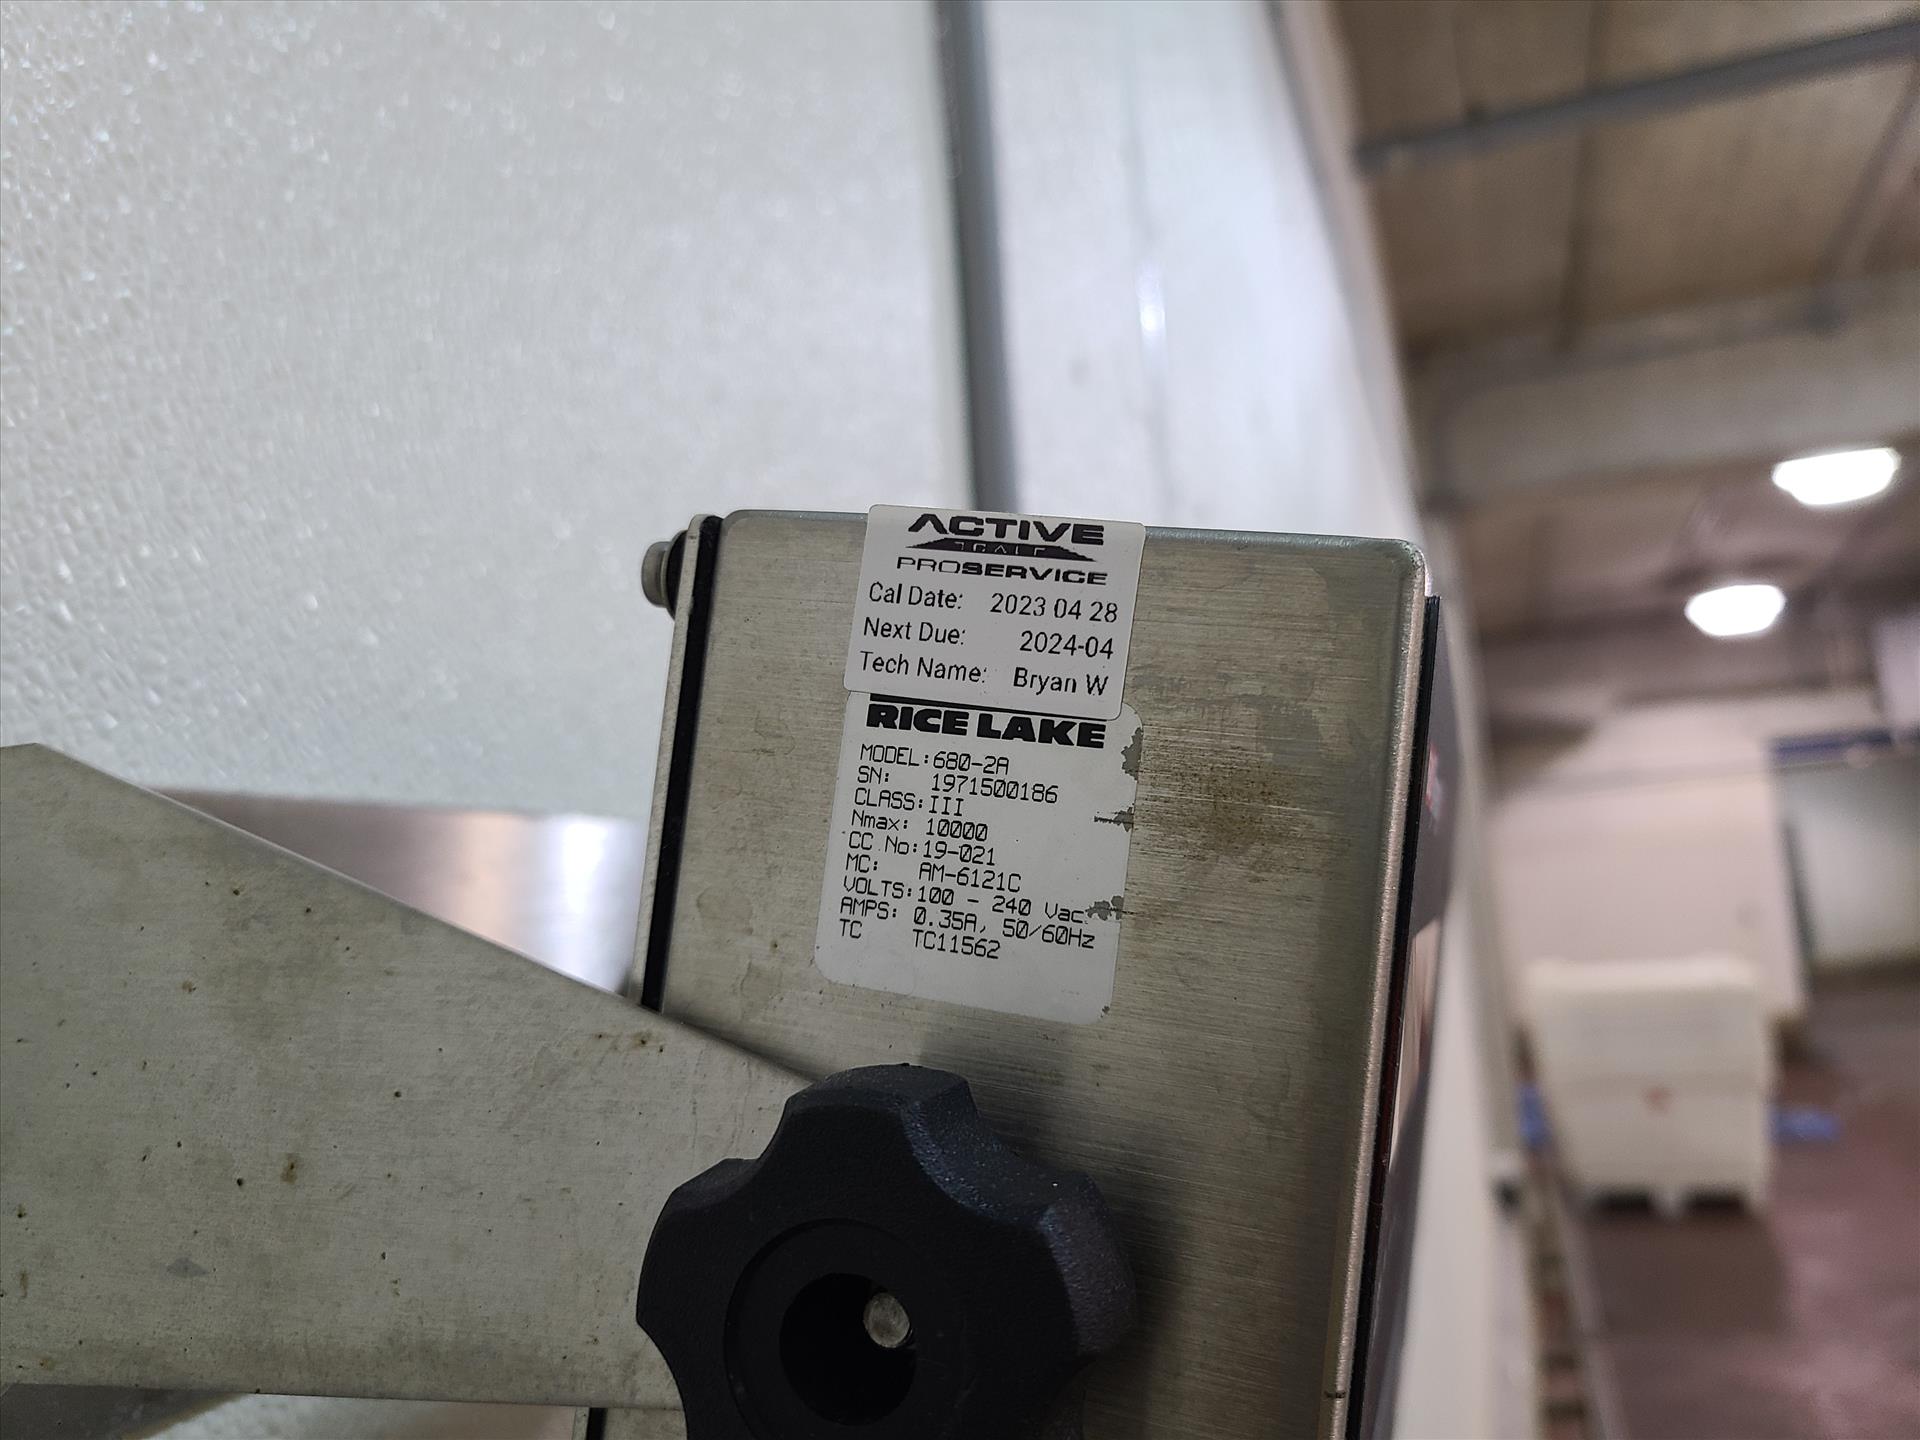 ACTIVE
SCALE
PROSERVICE
Cal Date: 2023 04 28
Next Due: 2024-04
Tech Name: Bryan W
RICE LAKE
MODEL:680-2A
SN: 1971500186
CLASS:III
Nmax: 10000
CC No:19-021
MC: AM-6121C
VOLTS:100 - 240 Vac.
AMPS: 0.35A, 50/60Hz
TC TC11562